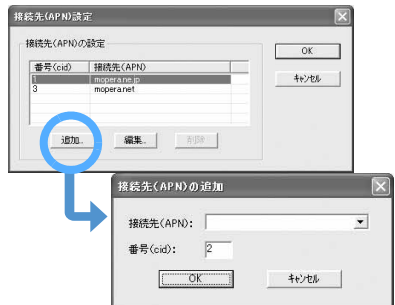 接続先(APN)設定
接続先(APN)の設定
番号(cid) 接続先(APN)
1 mopera.ne.jp
3 mopera.net
追加... 編集... 削除
OK
キャンセル
接続先(APN)の追加
接続先(APN):
番号(cid): 2
OK キャンセル